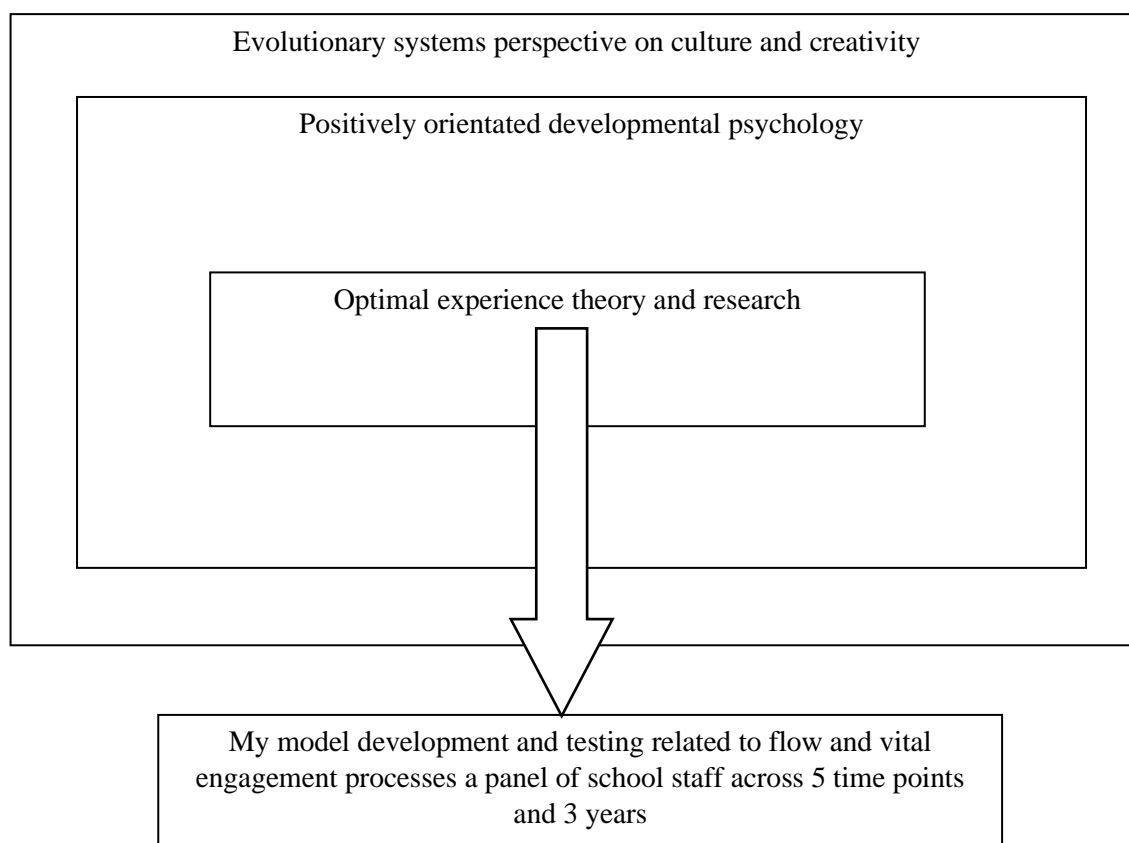 Evolutionary systems perspective on culture and creativity
Positively orientated developmental psychology
Optimal experience theory and research
My model development and testing related to flow and vital
engagement processes a panel of school staff across 5 time points
and 3 years